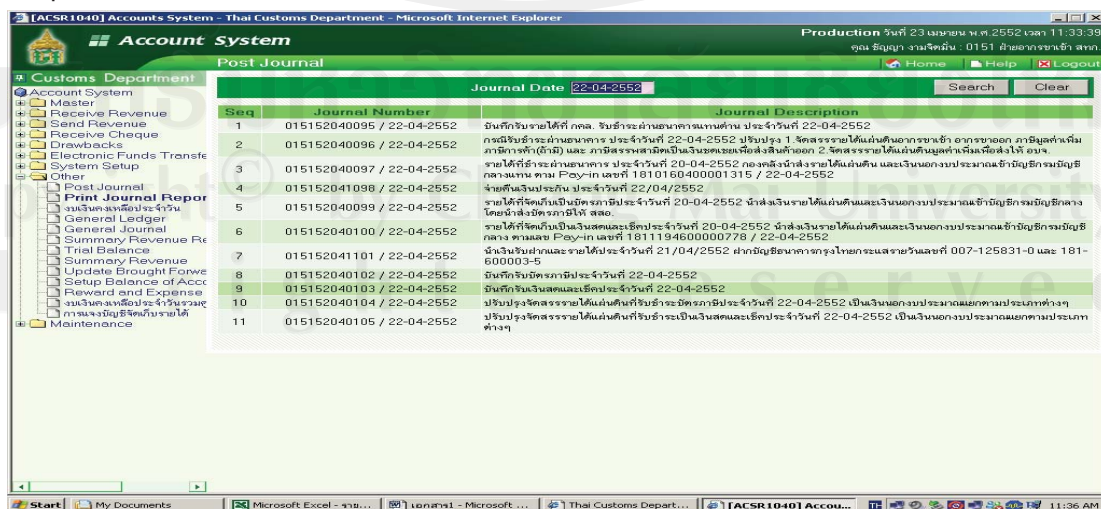 [ACSR1040] Accounts System - Thai Customs Department - Microsoft Internet Explorer
Account System
Production วันที่ 23 เมษายน พ.ศ.2552 เวลา 11:33:39
คุณ ชัญญา งามจิตมั่น : 0151 ฝ่ายอากรขาเข้า สทก.
Post Journal
Home Help Logout
Customs Department
Account System
Master
Receive Revenue
Send Revenue
Receive Cheque
Drawbacks
Electronic Funds Transfe
System Setup
Other
Post Journal
Print Journal Repor
งบเงินคงเหลือประจำวัน
General Ledger
General Journal
Summary Revenue Re
Trial Balance
Summary Revenue
Update Brought Forwa
Setup Balance of Acco
Reward and Expense
งบเงินคงเหลือประจำวันรวม
การแจงบัญชีจัดเก็บรายได้
Maintenance
Journal Date 22-04-2552 Search Clear
Seq Journal Number Journal Description
1 015152040095 / 22-04-2552 บันทึกรับรายได้ที่ กคล. รับชำระผ่านธนาคารแทนด่าน ประจำวันที่ 22-04-2552
2 015152040096 / 22-04-2552 กรณีรับชำระผ่านธนาคาร ประจำวันที่ 22-04-2552 ปรับปรุง 1.จัดสรรรายได้แผ่นดินอากรขาเข้า อากรขาออก ภาษีมูลค่าเพิ่ม
ภาษีการค้า(ถ้ามี) และ ภาษีสรรพสามิตเป็นเงินชดเชยเพื่อส่งสินค้าออก 2.จัดสรรรายได้แผ่นดินมูลค่าเพิ่มเพื่อส่งให้ อบจ.
3 015152040097 / 22-04-2552 รายได้ที่ชำระผ่านธนาคาร ประจำวันที่ 20-04-2552 กองคลังนำส่งรายได้แผ่นดิน และเงินนอกงบประมาณเข้าบัญชีกรมบัญชี
กลางแทน ตาม Pay-in เลขที่ 1810160400001315 / 22-04-2552
4 015152041098 / 22-04-2552 จ่ายคืนเงินประกัน ประจำวันที่ 22/04/2552
5 015152040099 / 22-04-2552 รายได้ที่จัดเก็บเป็นบัตรภาษีประจำวันที่ 20-04-2552 นำส่งเงินรายได้แผ่นดินและเงินนอกงบประมาณเข้าบัญชีกรมบัญชีกลาง
โดยนำส่งบัตรภาษีให้ สสอ.
6 015152040100 / 22-04-2552 รายได้ที่จัดเก็บเป็นเงินสดและเช็คประจำวันที่ 20-04-2552 นำส่งเงินรายได้แผ่นดินและเงินนอกงบประมาณเข้าบัญชีกรมบัญชี
กลาง ตามเลข Pay-in เลขที่ 1811194600000778 / 22-04-2552
7 015152041101 / 22-04-2552 นำเงินรับฝากและรายได้ประจำวันที่ 21/04/2552 ฝากบัญชีธนาคารกรุงไทยกระแสรายวันเลขที่ 007-125831-0 และ 181-
600003-5
8 015152040102 / 22-04-2552 บันทึกรับบัตรภาษีประจำวันที่ 22-04-2552
9 015152040103 / 22-04-2552 บันทึกรับเงินสดและเช็คประจำวันที่ 22-04-2552
10 015152040104 / 22-04-2552 ปรับปรุงจัดสรรรายได้แผ่นดินที่รับชำระบัตรภาษีประจำวันที่ 22-04-2552 เป็นเงินนอกงบประมาณแยกตามประเภทต่างๆ
11 015152040105 / 22-04-2552 ปรับปรุงจัดสรรรายได้แผ่นดินที่รับชำระเป็นเงินสดและเช็คประจำวันที่ 22-04-2552 เป็นเงินนอกงบประมาณแยกตามประเภท
ต่างๆ
Start My Documents Microsoft Excel - ราย... เอกสาร1 - Microsoft ... Thai Customs Depart... [ACSR1040] Accou... 11:36 AM